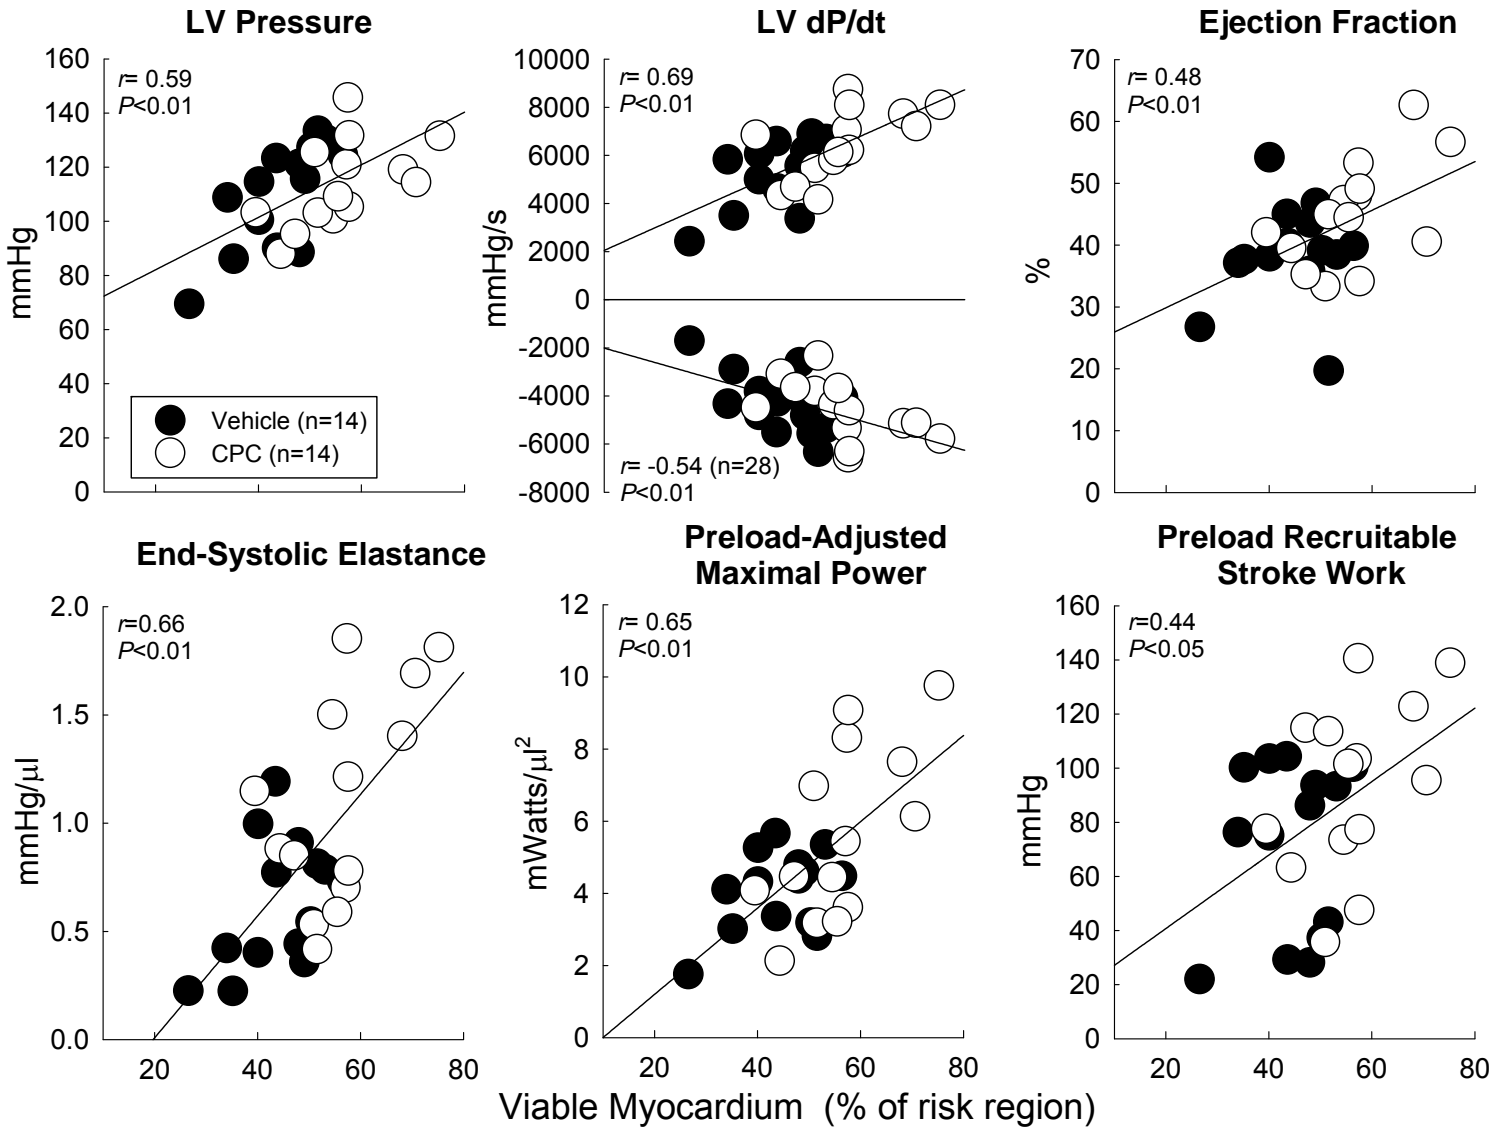 LV Pressure
160
140
120
100
80
60
40
20
0
mmHg
r= 0.59
P<0.01
Vehicle (n=14)
CPC (n=14)
LV dP/dt
10000
8000
6000
4000
2000
0
-2000
-4000
-6000
-8000
mmHg/s
r= 0.69
P<0.01
r= -0.54 (n=28)
P<0.01
Ejection Fraction
70
60
50
40
30
20
10
0
%
r= 0.48
P<0.01
End-Systolic Elastance
2.0
1.5
1.0
0.5
0.0
mmHg/µl
r=0.66
P<0.01
20 40 60 80
Preload-Adjusted
Maximal Power
12
10
8
6
4
2
0
mWatts/µl²
r= 0.65
P<0.01
20 40 60 80
Preload Recruitable
Stroke Work
160
140
120
100
80
60
40
20
0
mmHg
r=0.44
P<0.05
20 40 60 80
Viable Myocardium (% of risk region)